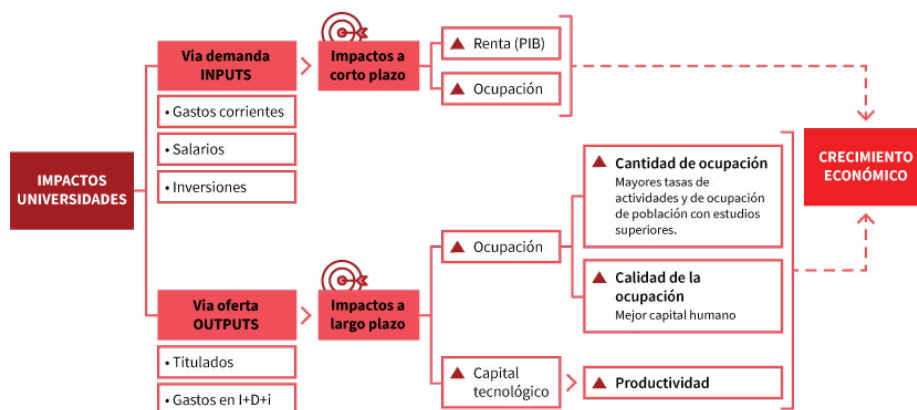 IMPACTOS
UNIVERSIDADES
Via demanda
INPUTS
• Gastos corrientes
• Salarios
• Inversiones
Impactos a
corto plazo
Renta (PIB)
Ocupación
Via oferta
OUTPUTS
• Titulados
• Gastos en I+D+i
Impactos a
largo plazo
Ocupación
Cantidad de ocupación
Mayores tasas de
actividades y de ocupación
de población con estudios
superiores.
Calidad de la
ocupación
Mejor capital humano
Capital
tecnológico
Productividad
CRECIMIENTO
ECONÓMICO